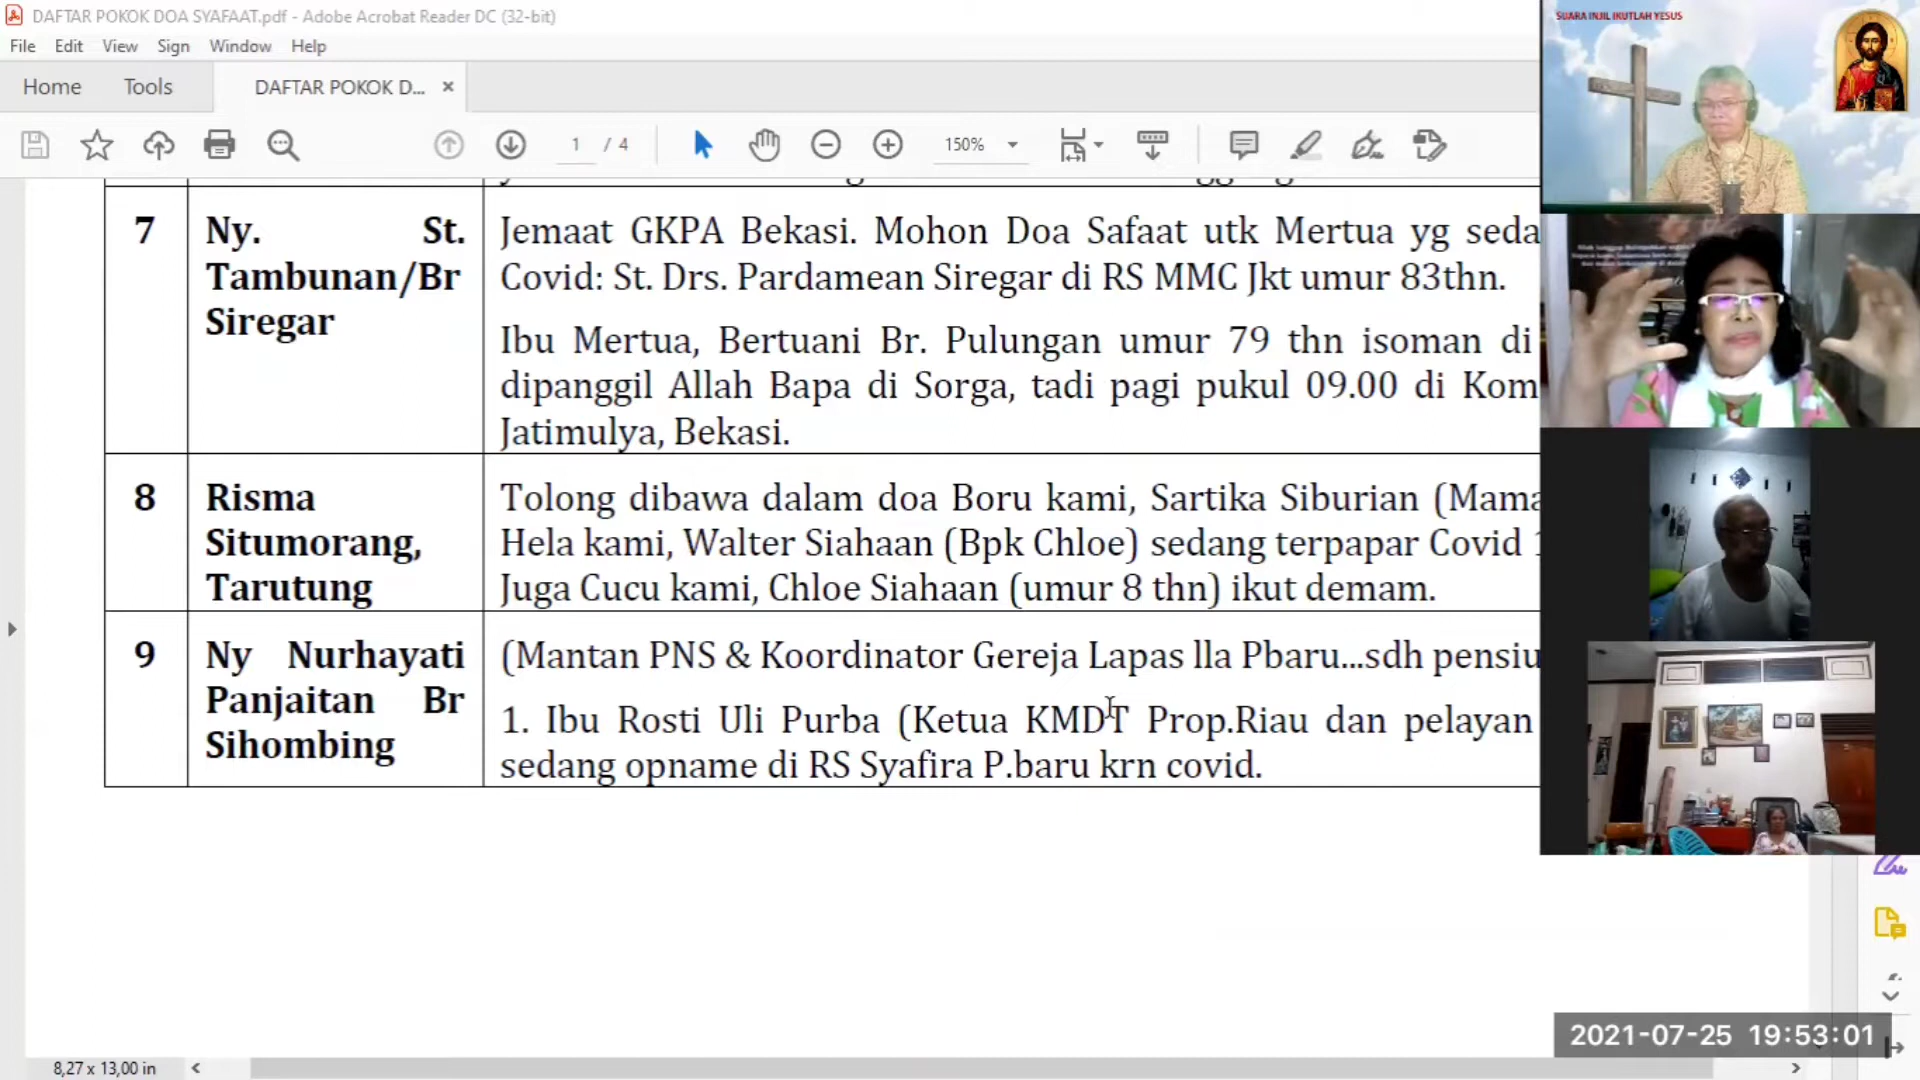 DAFTAR POKOK DOA SYAFAAT.pdf - Adobe Acrobat Reader DC (32-bit)
File Edit View Sign Window Help
Home Tools DAFTAR POKOK D...
1 / 4 150%
7 Ny. St. Tambunan/Br Siregar
Jemaat GKPA Bekasi. Mohon Doa Safaat utk Mertua yg seda
Covid: St. Drs. Pardamean Siregar di RS MMC Jkt umur 83thn.
Ibu Mertua, Bertuani Br. Pulungan umur 79 thn isoman di
dipanggil Allah Bapa di Sorga, tadi pagi pukul 09.00 di Kom
Jatimulya, Bekasi.
8 Risma Situmorang, Tarutung
Tolong dibawa dalam doa Boru kami, Sartika Siburian (Mama
Hela kami, Walter Siahaan (Bpk Chloe) sedang terpapar Covid 1
Juga Cucu kami, Chloe Siahaan (umur 8 thn) ikut demam.
9 Ny Nurhayati Panjaitan Br Sihombing
(Mantan PNS & Koordinator Gereja Lapas lla Pbaru...sdh pensiu
1. Ibu Rosti Uli Purba (Ketua KMDT Prop.Riau dan pelayan
sedang opname di RS Syafira P.baru krn covid.
8,27 x 13,00 in
SUARA INJIL IKUTLAH YESUS
2021-07-25 19:53:01